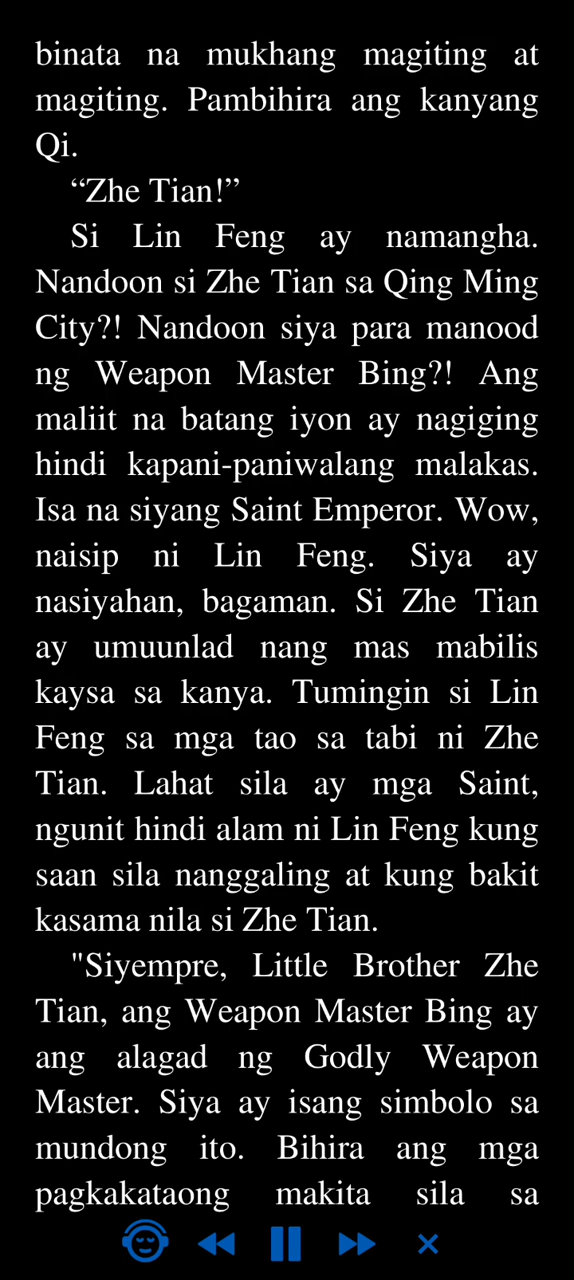 binata na mukhang magiting at
magiting. Pambihira ang kanyang
Qi.
“Zhe Tian!”
Si Lin Feng ay namangha.
Nandoon si Zhe Tian sa Qing Ming
City?! Nandoon siya para manood
ng Weapon Master Bing?! Ang
maliit na batang iyon ay nagiging
hindi kapani-paniwalang malakas.
Isa na siyang Saint Emperor. Wow,
naisip ni Lin Feng. Siya ay
nasiyahan, bagaman. Si Zhe Tian
ay umuunlad nang mas mabilis
kaysa sa kanya. Tumingin si Lin
Feng sa mga tao sa tabi ni Zhe
Tian. Lahat sila ay mga Saint,
ngunit hindi alam ni Lin Feng kung
saan sila nanggaling at kung bakit
kasama nila si Zhe Tian.
"Siyempre, Little Brother Zhe
Tian, ang Weapon Master Bing ay
ang alagad ng Godly Weapon
Master. Siya ay isang simbolo sa
mundong ito. Bihira ang mga
pagkakataong makita sila sa